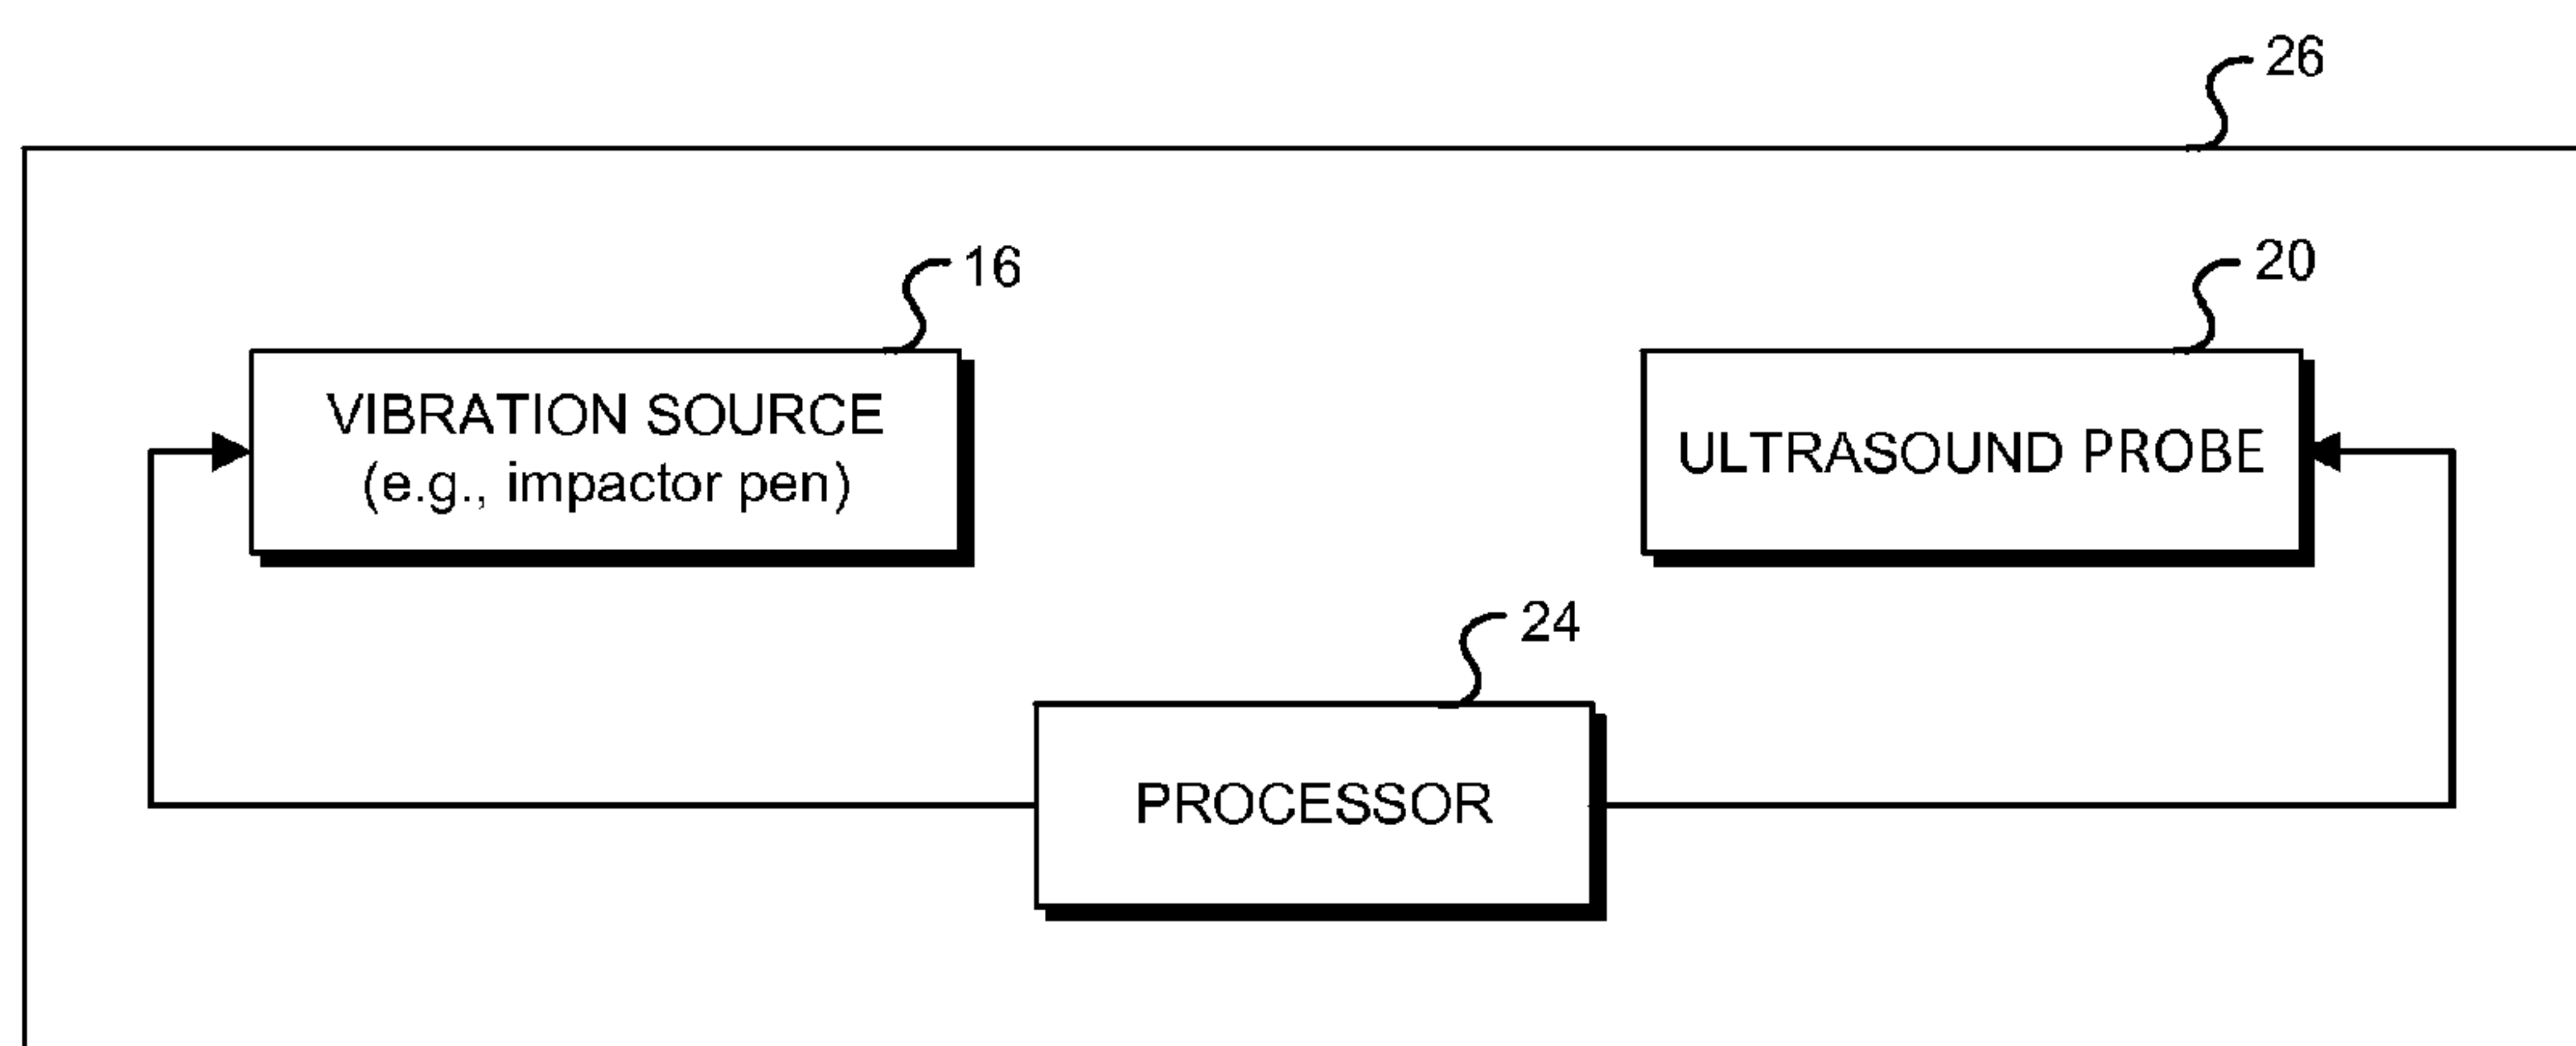 26
16
20
VIBRATION SOURCE
(e.g., impactor pen)
ULTRASOUND PROBE
24
PROCESSOR